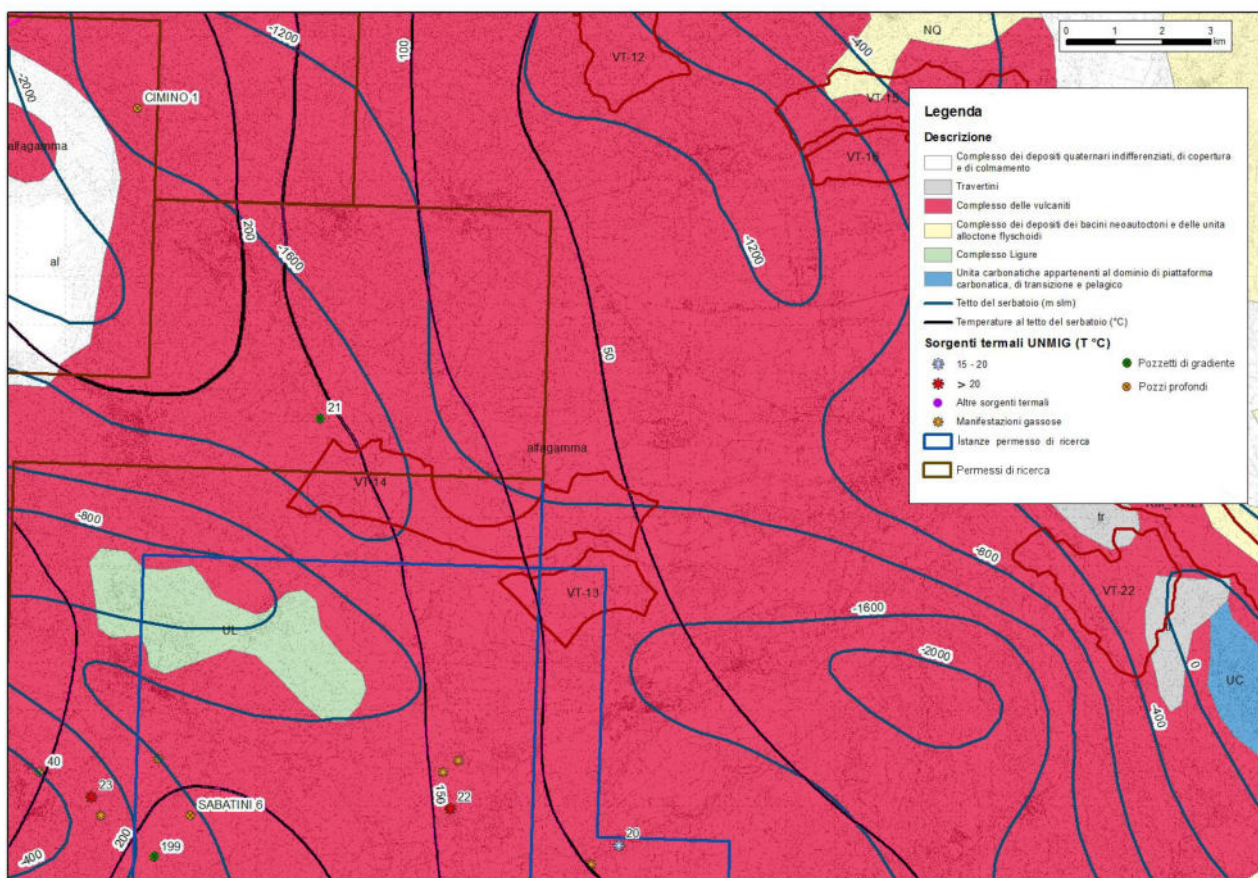 -1200
100
VT-12
-400
NQ
0 1 2 3
km
-2000
CIMINO 1
VT-15
alfagamma
VT-16
200
-1600
-1200
al
50
21
alfagamma
VT-14
-800
tr
-800
VT-22
VT-13
-1600
UL
-2000
0
UC
-400
40
23
150
22
SABATINI 6
200
20
-400
199
Legenda
Descrizione
Complesso dei depositi quaternari indifferenziati, di copertura
e di colmamento
Travertini
Complesso delle vulcaniti
Complesso dei depositi dei bacini neoautoctoni e delle unita
alloctone flyschoidi
Complesso Ligure
Unita carbonatiche appartenenti al dominio di piattaforma
carbonatica, di transizione e pelagico
Tetto del serbatoio (m slm)
Temperature al tetto del serbatoio (°C)
Sorgenti termali UNMIG (T °C)
15 - 20
> 20
Altre sorgenti termali
Manifestazioni gassose
Istanze permesso di ricerca
Permessi di ricerca
Pozzetti di gradiente
Pozzi profondi